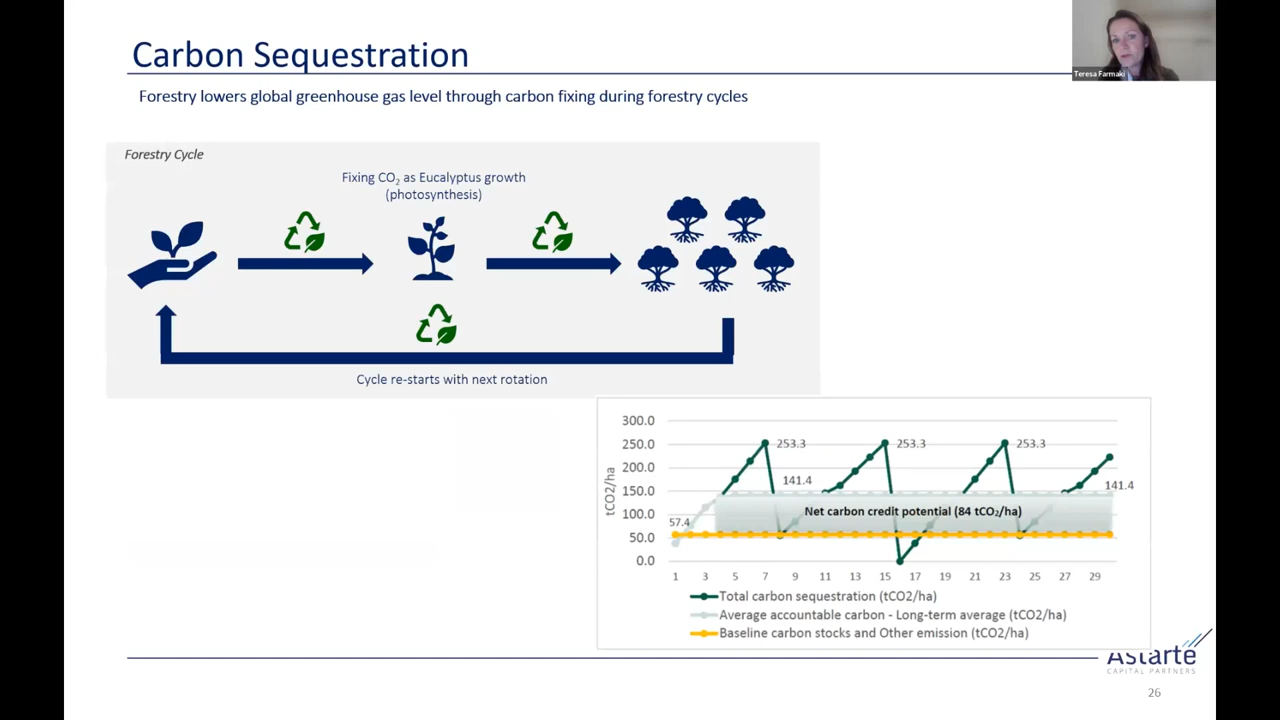 Carbon Sequestration
Teresa Farmaki
Forestry lowers global greenhouse gas level through carbon fixing during forestry cycles
Forestry Cycle
Fixing CO₂ as Eucalyptus growth
(photosynthesis)
Cycle re-starts with next rotation
300.0
250.0
200.0
150.0
100.0
50.0
0.0
tCO2/ha
253.3
253.3
253.3
141.4
141.4
57.4
Net carbon credit potential (84 tCO₂/ha)
1 3 5 7 9 11 13 15 17 19 21 23 25 27 29
Total carbon sequestration (tCO2/ha)
Average accountable carbon - Long-term average (tCO2/ha)
Baseline carbon stocks and Other emission (tCO2/ha)
Astarte
CAPITAL PARTNERS
26